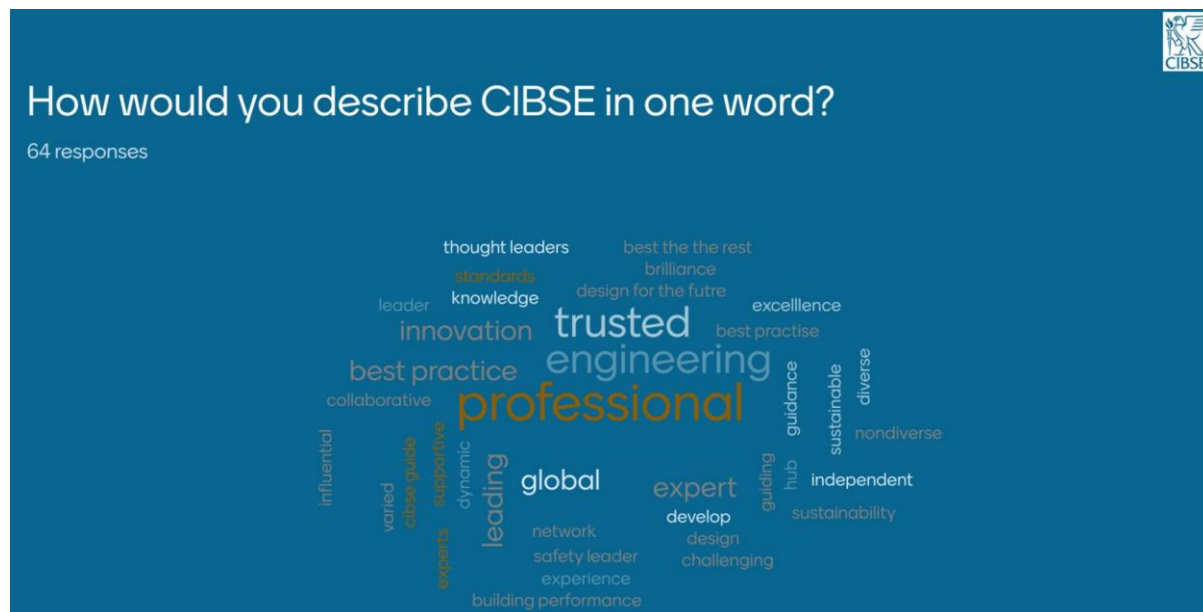 CIBSE
How would you describe CIBSE in one word?
64 responses
thought leaders
best the the rest
standards
brilliance
leader
knowledge
design for the futre
excelllence
innovation
trusted
best practise
best practice
engineering
collaborative
professional
guidance
sustainable
diverse
nondiverse
influential
varied
cibse guide
supportive
dynamic
leading
global
expert
guiding
hub
independent
develop
sustainability
experts
network
design
safety leader
challenging
experience
building performance